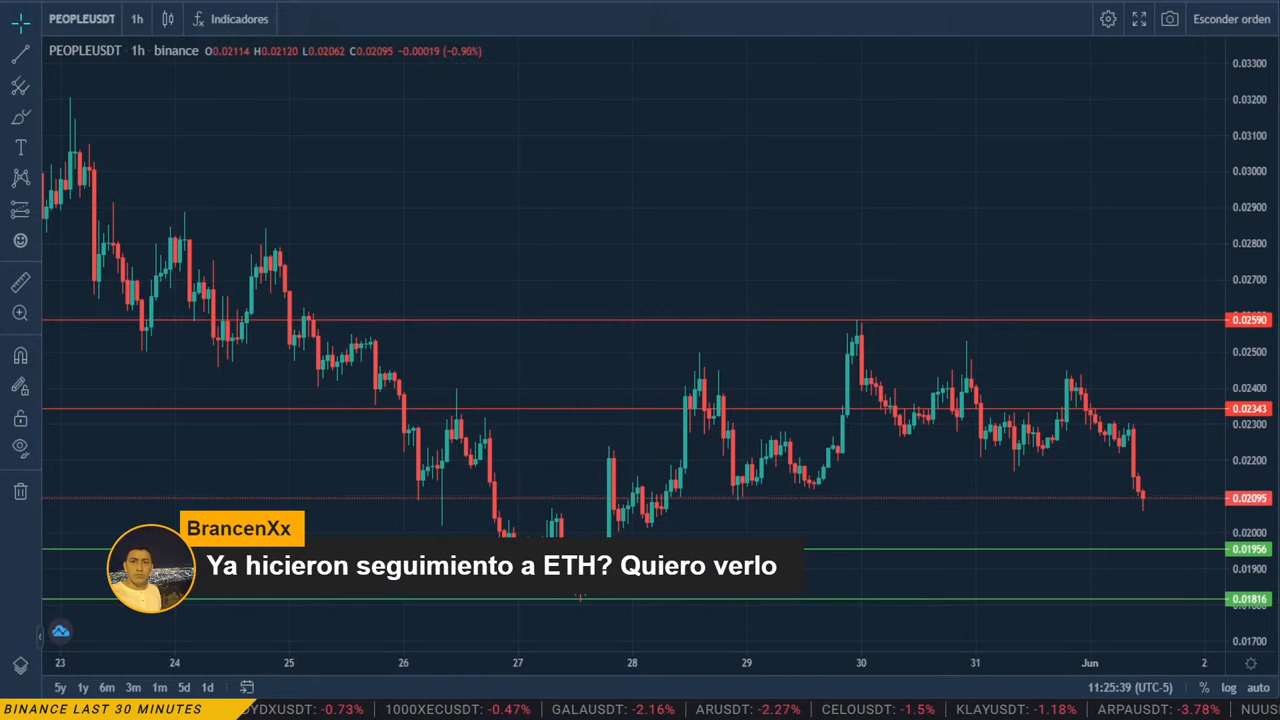 PEOPLEUSDT 1h Indicadores Esconder orden
PEOPLEUSDT 1h binance O0.02114 H0.02120 L0.02062 C0.02095 -0.00019 (-0.90%)
0.03300
0.03200
0.03100
0.03000
0.02900
0.02800
0.02700
0.02590
0.02500
0.02400
0.02343
0.02300
0.02200
0.02095
0.02000
0.01956
0.01900
0.01816
0.01700
BrancenXx
Ya hicieron seguimiento a ETH? Quiero verlo
23 24 25 26 27 28 29 30 31 Jun 2
5y 1y 6m 3m 1m 5d 1d 11:25:39 (UTC-5) % log auto
BINANCE LAST 30 MINUTES YDXUSDT: -0.73% 1000XECUSDT: -0.47% GALAUSDT: -2.16% ARUSDT: -2.27% CELOUSDT: -1.5% KLAYUSDT: -1.18% ARPAUSDT: -3.78% NUUS